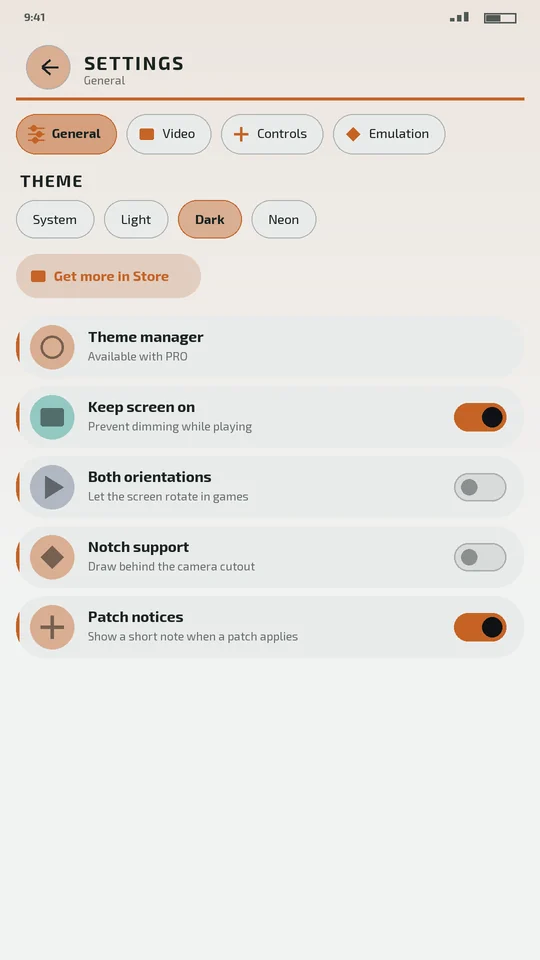 9:41
SETTINGS
General
General
Video
Controls
Emulation
THEME
System
Light
Dark
Neon
Get more in Store
Theme manager
Available with PRO
Keep screen on
Prevent dimming while playing
Both orientations
Let the screen rotate in games
Notch support
Draw behind the camera cutout
Patch notices
Show a short note when a patch applies